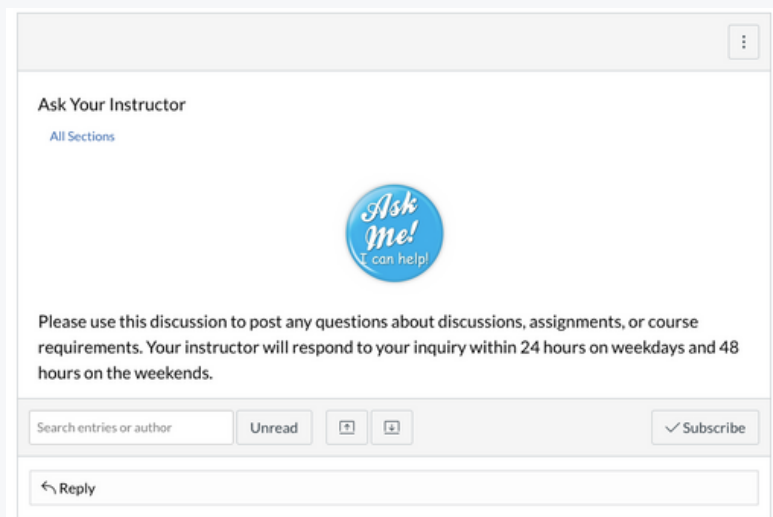 Ask Your Instructor
All Sections
Ask
Me!
I can help!
Please use this discussion to post any questions about discussions, assignments, or course
requirements. Your instructor will respond to your inquiry within 24 hours on weekdays and 48
hours on the weekends.
Search entries or author Unread Subscribe
Reply